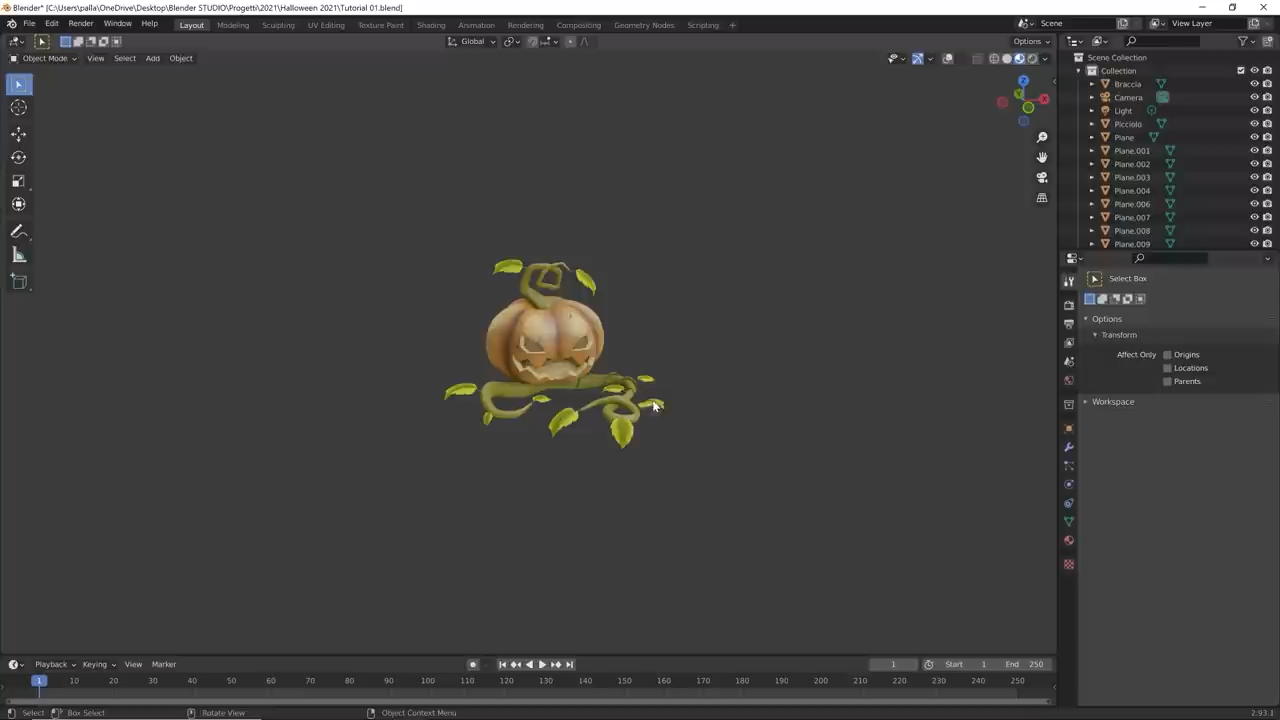 Blender* [C:\Users\palla\OneDrive\Desktop\Blender STUDIO\Progetti\2021\Halloween 2021\Tutorial 01.blend]
File Edit Render Window Help Layout Modeling Sculpting UV Editing Texture Paint Shading Animation Rendering Compositing Geometry Nodes Scripting + Scene View Layer
Global Options
Object Mode View Select Add Object
Scene Collection
Collection
Braccia
Camera
Light
Picciolo
Plane
Plane.001
Plane.002
Plane.003
Plane.004
Plane.006
Plane.007
Plane.008
Plane.009
Z
X
Y
Select Box
Options
Transform
Affect Only Origins
Locations
Parents
Workspace
Playback Keying View Marker 1 Start 1 End 250
1 10 20 30 40 50 60 70 80 90 100 110 120 130 140 150 160 170 180 190 200 210 220 230 240 250
Select Box Select Rotate View Object Context Menu 2.93.1